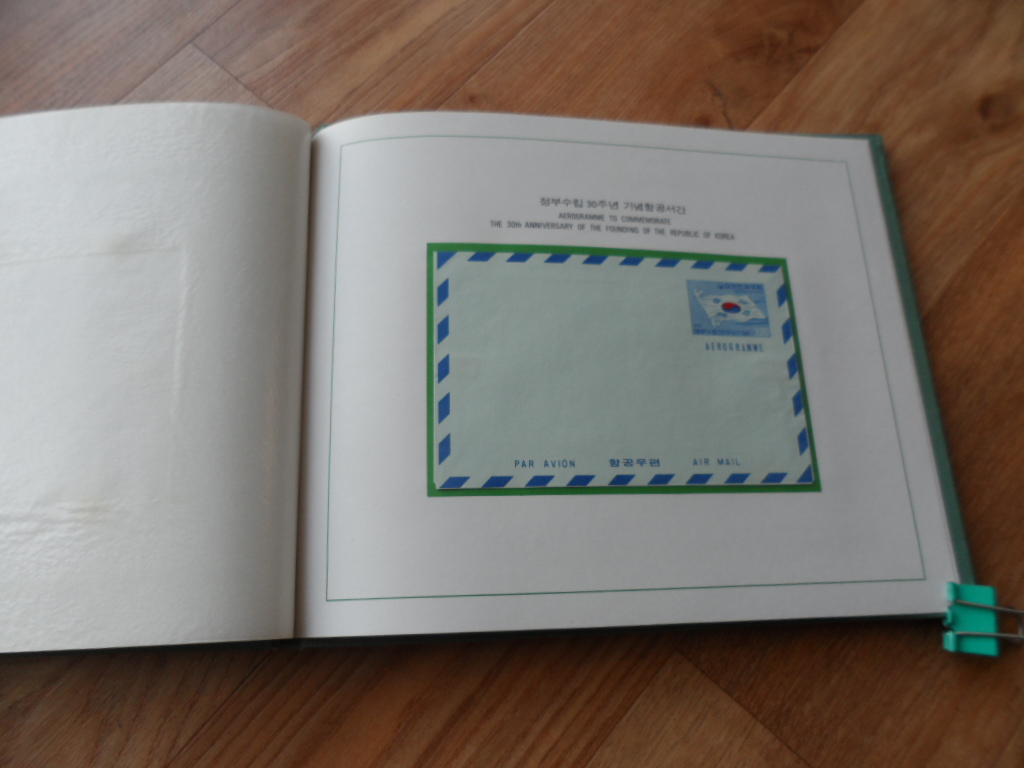 정부수립 30주년 기념항공서간
AEROGRAMME TO COMMEMORATE
THE 30th ANNIVERSARY OF THE FOUNDING OF THE REPUBLIC OF KOREA
AEROGRAMME
PAR AVION 항공우편 AIR MAIL